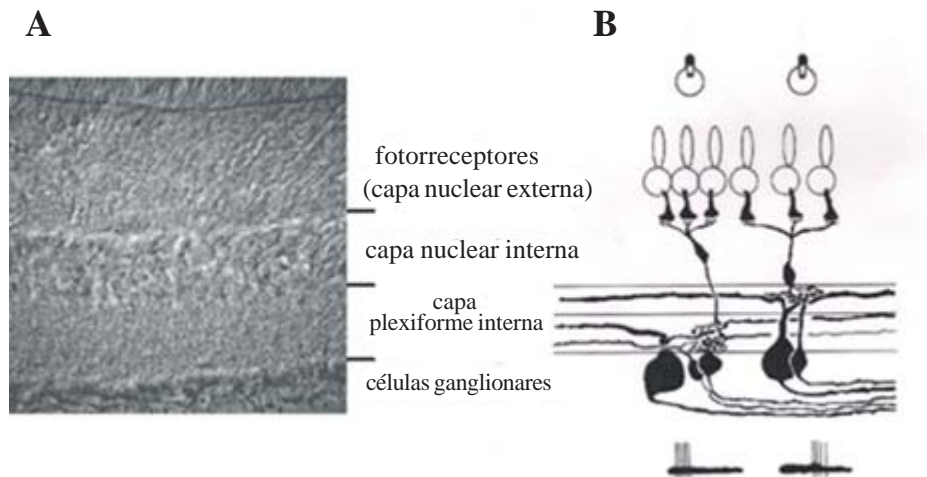 A
B
fotorreceptores
(capa nuclear externa)
capa nuclear interna
capa
plexiforme interna
células ganglionares